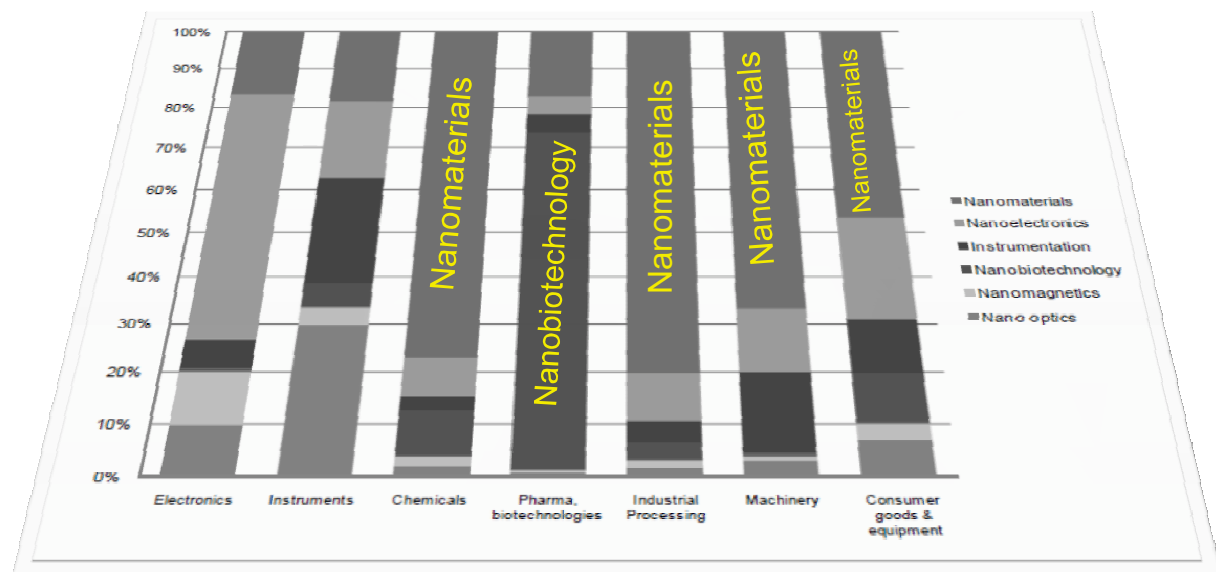 100%
90%
80%
70%
60%
50%
40%
30%
20%
10%
0%
Nanomaterials
Nanobiotechnology
Nanomaterials
Nanomaterials
Nanomaterials
Electronics
Instruments
Chemicals
Pharma,
biotechnologies
Industrial
Processing
Machinery
Consumer
goods &
equipment
Nanomaterials
Nanoelectronics
Instrumentation
Nanobiotechnology
Nanomagnetics
Nano optics